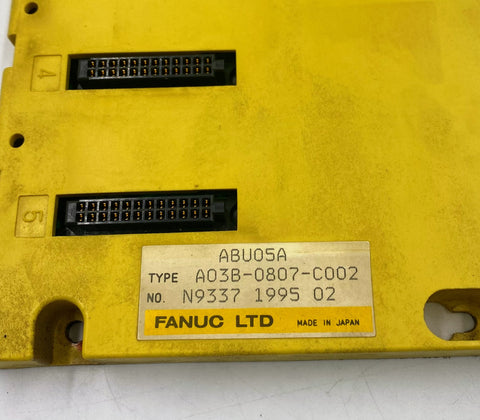 4
5
ABU05A
TYPE A03B-0807-C002
NO. N9337 1995 02
FANUC LTD MADE IN JAPAN